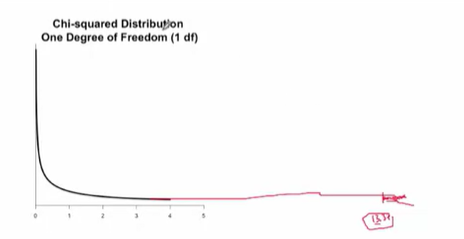 Chi-squared Distribution
One Degree of Freedom (1 df)
0 1 2 3 4 5